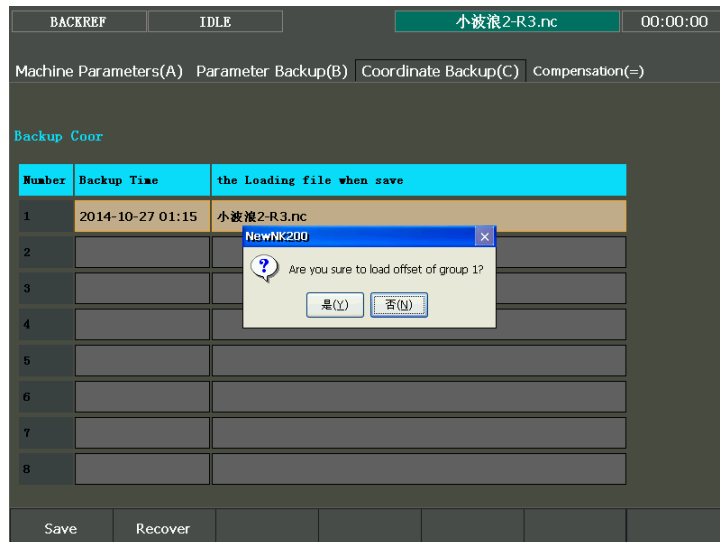 BACKREF IDLE 小波浪2-R3.nc 00:00:00
Machine Parameters(A) Parameter Backup(B) Coordinate Backup(C) Compensation(=)
Backup Coor
Number Backup Time the Loading file when save
1 2014-10-27 01:15 小波浪2-R3.nc
NewNK200
2
Are you sure to load offset of group 1?
3
是(Y) 否(N)
4
5
6
7
8
Save Recover